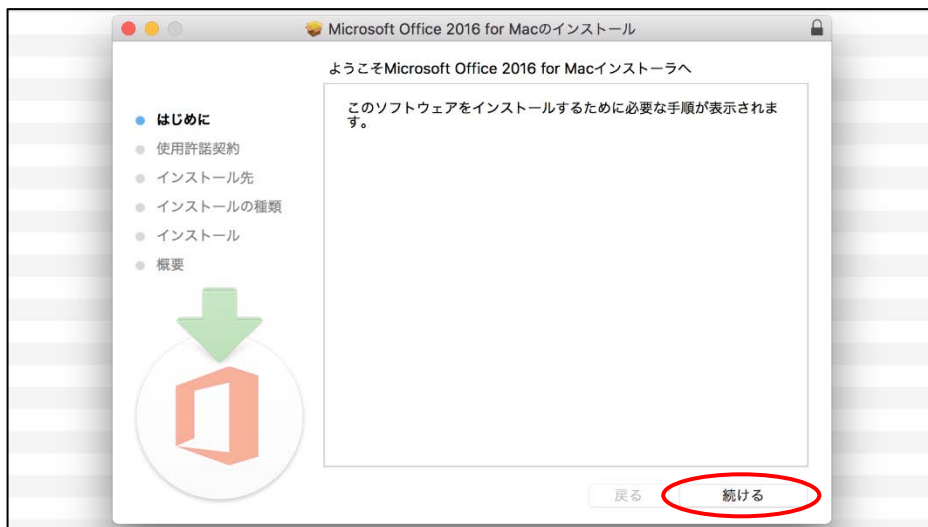 Microsoft Office 2016 for Macのインストール
ようこそMicrosoft Office 2016 for Macインストーラへ
はじめに
使用許諾契約
インストール先
インストールの種類
インストール
概要
このソフトウェアをインストールするために必要な手順が表示されま
す。
戻る
続ける